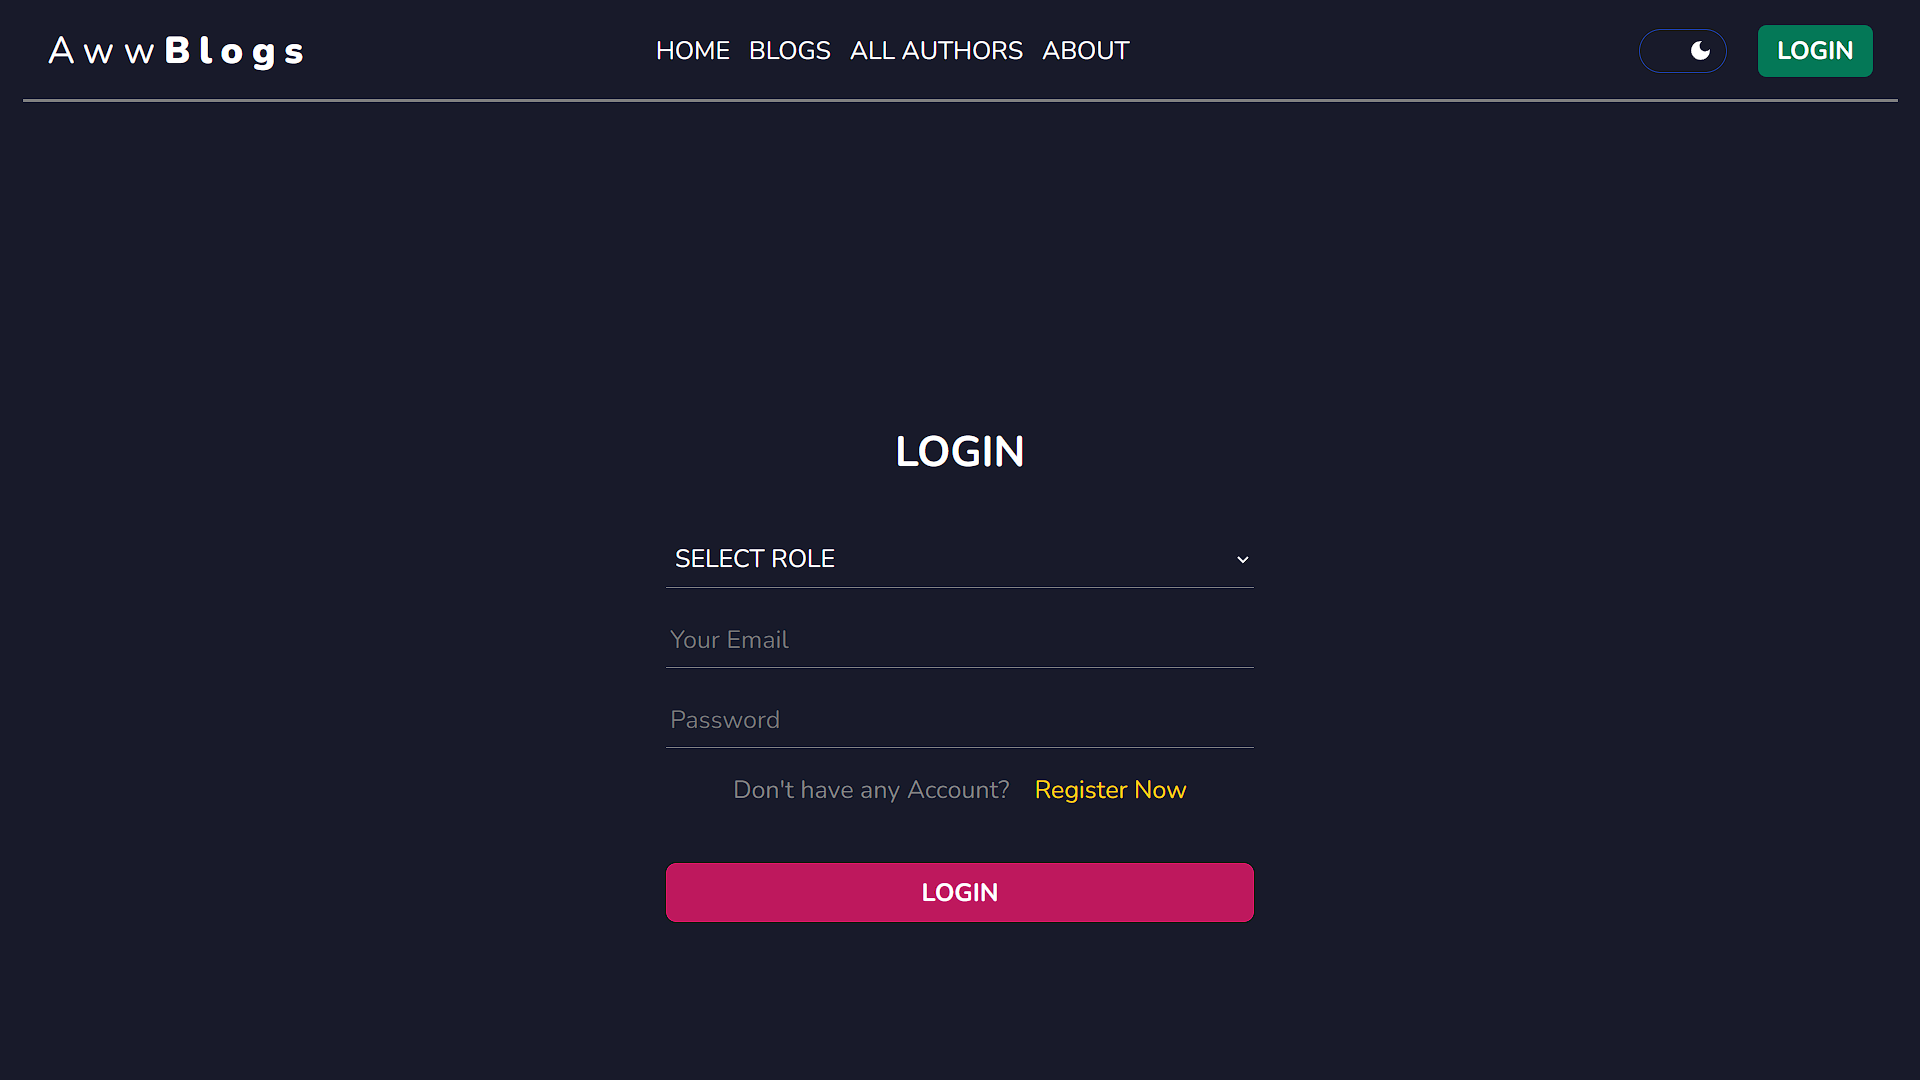 AwwBlogs
HOME BLOGS ALL AUTHORS ABOUT
LOGIN
LOGIN
SELECT ROLE
Your Email
Password
Don't have any Account? Register Now
LOGIN